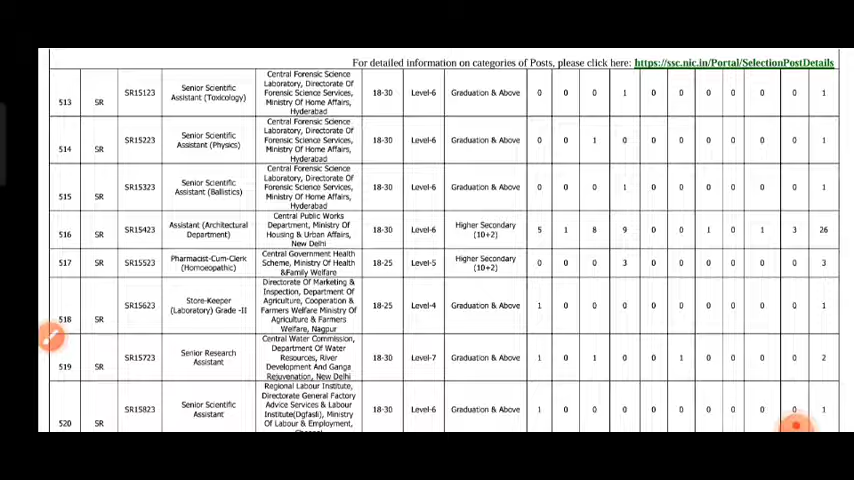 For detailed information on categories of Posts, please click here: https://ssc.nic.in/Portal/SelectionPostDetails
513 SR SR15123 Senior Scientific Assistant (Toxicology) Central Forensic Science Laboratory, Directorate Of Forensic Science Services, Ministry Of Home Affairs, Hyderabad 18-30 Level-6 Graduation & Above 0 0 0 1 0 0 0 0 0 0 1
514 SR SR15223 Senior Scientific Assistant (Physics) Central Forensic Science Laboratory, Directorate Of Forensic Science Services, Ministry Of Home Affairs, Hyderabad 18-30 Level-6 Graduation & Above 0 0 1 0 0 0 0 0 0 0 1
515 SR SR15323 Senior Scientific Assistant (Ballistics) Central Forensic Science Laboratory, Directorate Of Forensic Science Services, Ministry Of Home Affairs, Hyderabad 18-30 Level-6 Graduation & Above 0 0 0 1 0 0 0 0 0 0 1
516 SR SR15423 Assistant (Architectural Department) Central Public Works Department, Ministry Of Housing & Urban Affairs, New Delhi 18-30 Level-6 Higher Secondary (10+2) 5 1 8 9 0 0 1 0 1 3 26
517 SR SR15523 Pharmacist-Cum-Clerk (Homoeopathic) Central Government Health Scheme, Ministry Of Health &Family Welfare 18-25 Level-5 Higher Secondary (10+2) 0 0 0 3 0 0 0 0 0 0 3
518 SR SR15623 Store-Keeper (Laboratory) Grade -II Directorate Of Marketing & Inspection, Department Of Agriculture, Cooperation & Farmers Welfare Ministry Of Agriculture & Farmers Welfare, Nagpur 18-25 Level-4 Graduation & Above 1 0 0 0 0 0 0 0 0 0 1
519 SR SR15723 Senior Research Assistant Central Water Commission, Department Of Water Resources, River Development And Ganga Rejuvenation, New Delhi 18-30 Level-7 Graduation & Above 1 0 1 0 0 1 0 0 0 0 2
520 SR SR15823 Senior Scientific Assistant Regional Labour Institute, Directorate General Factory Advice Services & Labour Institute(Dgfasli), Ministry Of Labour & Employment, 18-30 Level-6 Graduation & Above 1 0 0 0 0 0 0 0 0 0 1